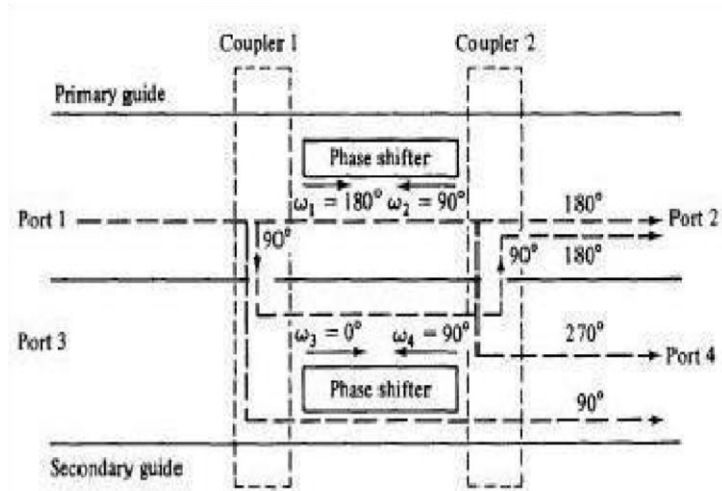 Coupler 1
Coupler 2
Primary guide
Phase shifter
ω₁ = 180° ω₂ = 90°
Port 1
180°
Port 2
90°
90°
180°
Port 3
ω₃ = 0° ω₄ = 90°
270°
Port 4
Phase shifter
90°
Secondary guide